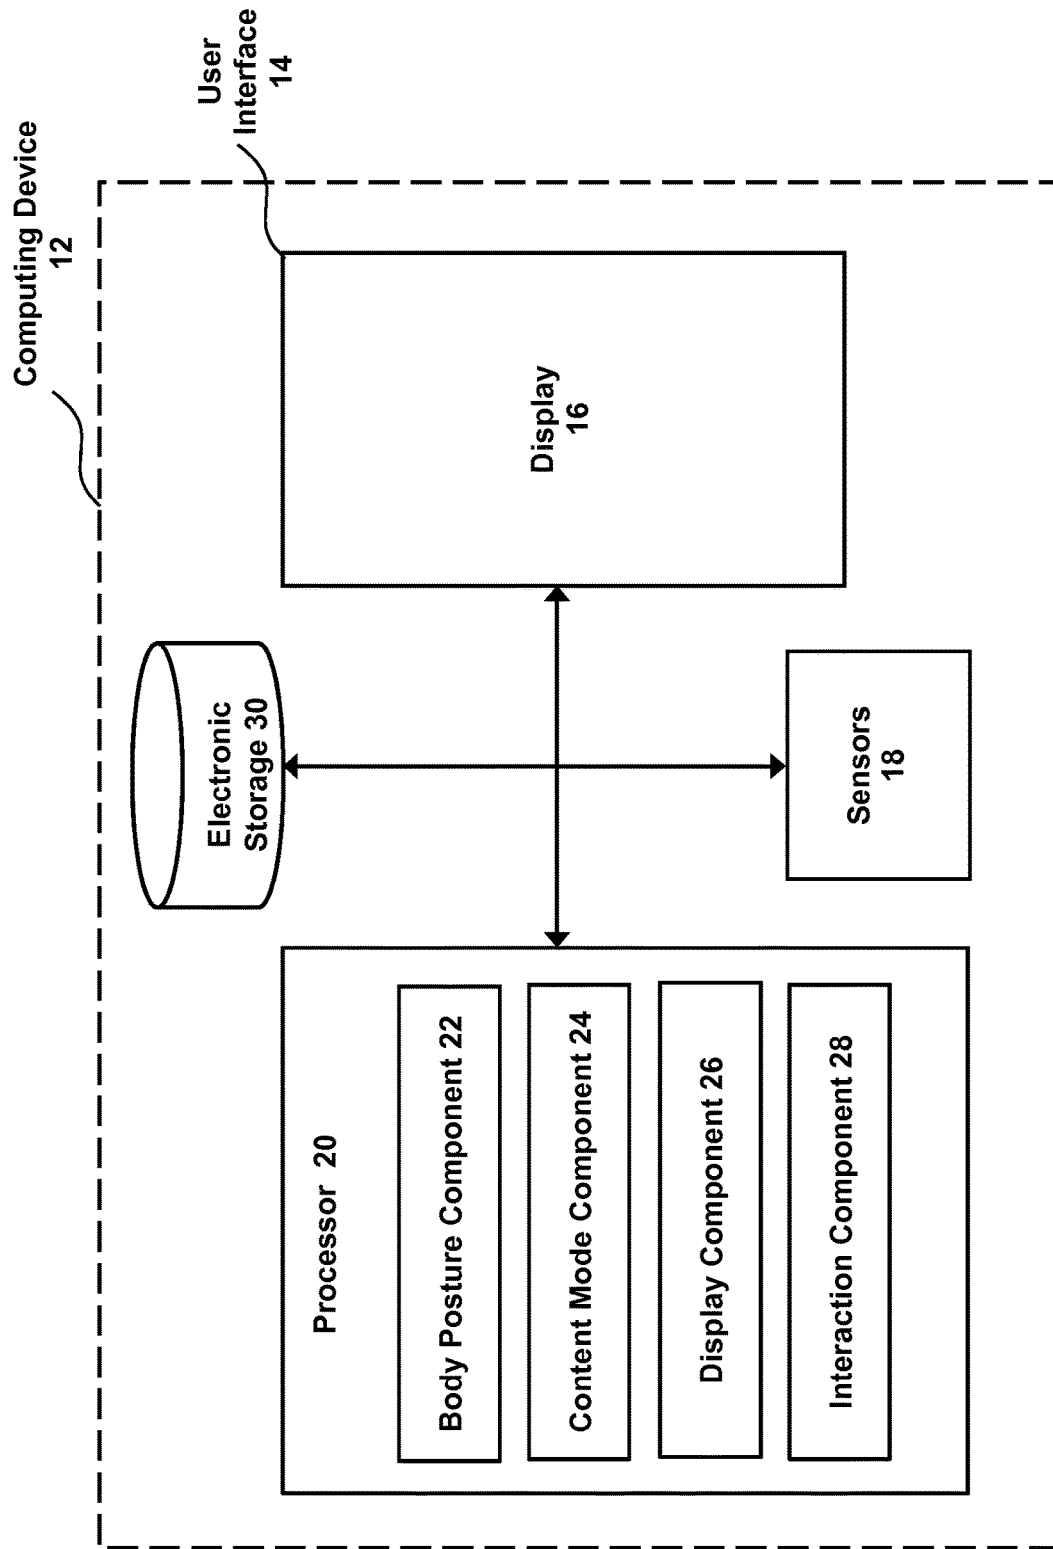 Computing Device
12
User
Interface
14
Electronic
Storage 30
Processor 20
Body Posture Component 22
Content Mode Component 24
Display Component 26
Interaction Component 28
Display
16
Sensors
18